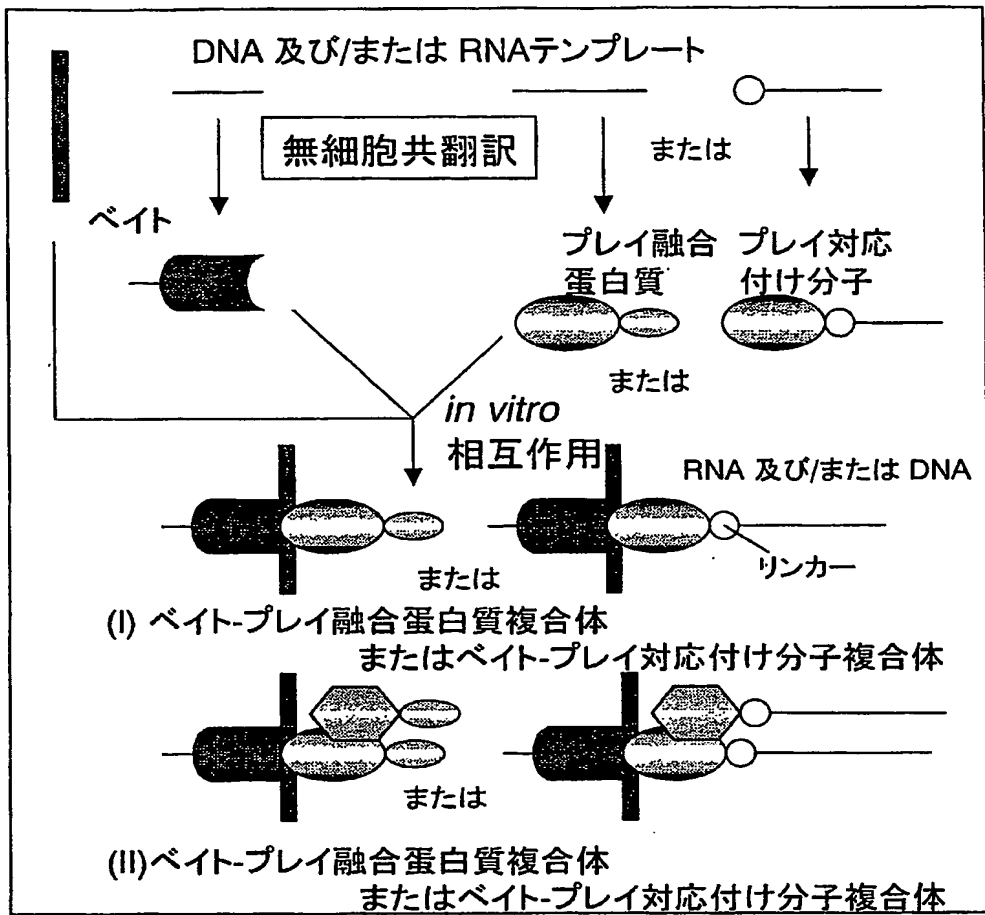 DNA 及び/または RNAテンプレート
無細胞共翻訳
または
ベイト
プレイ融合
蛋白質
プレイ対応
付け分子
または
in vitro
相互作用
RNA 及び/または DNA
リンカー
または
(I) ベイト-プレイ融合蛋白質複合体
またはベイト-プレイ対応付け分子複合体
または
(II)ベイト-プレイ融合蛋白質複合体
またはベイト-プレイ対応付け分子複合体